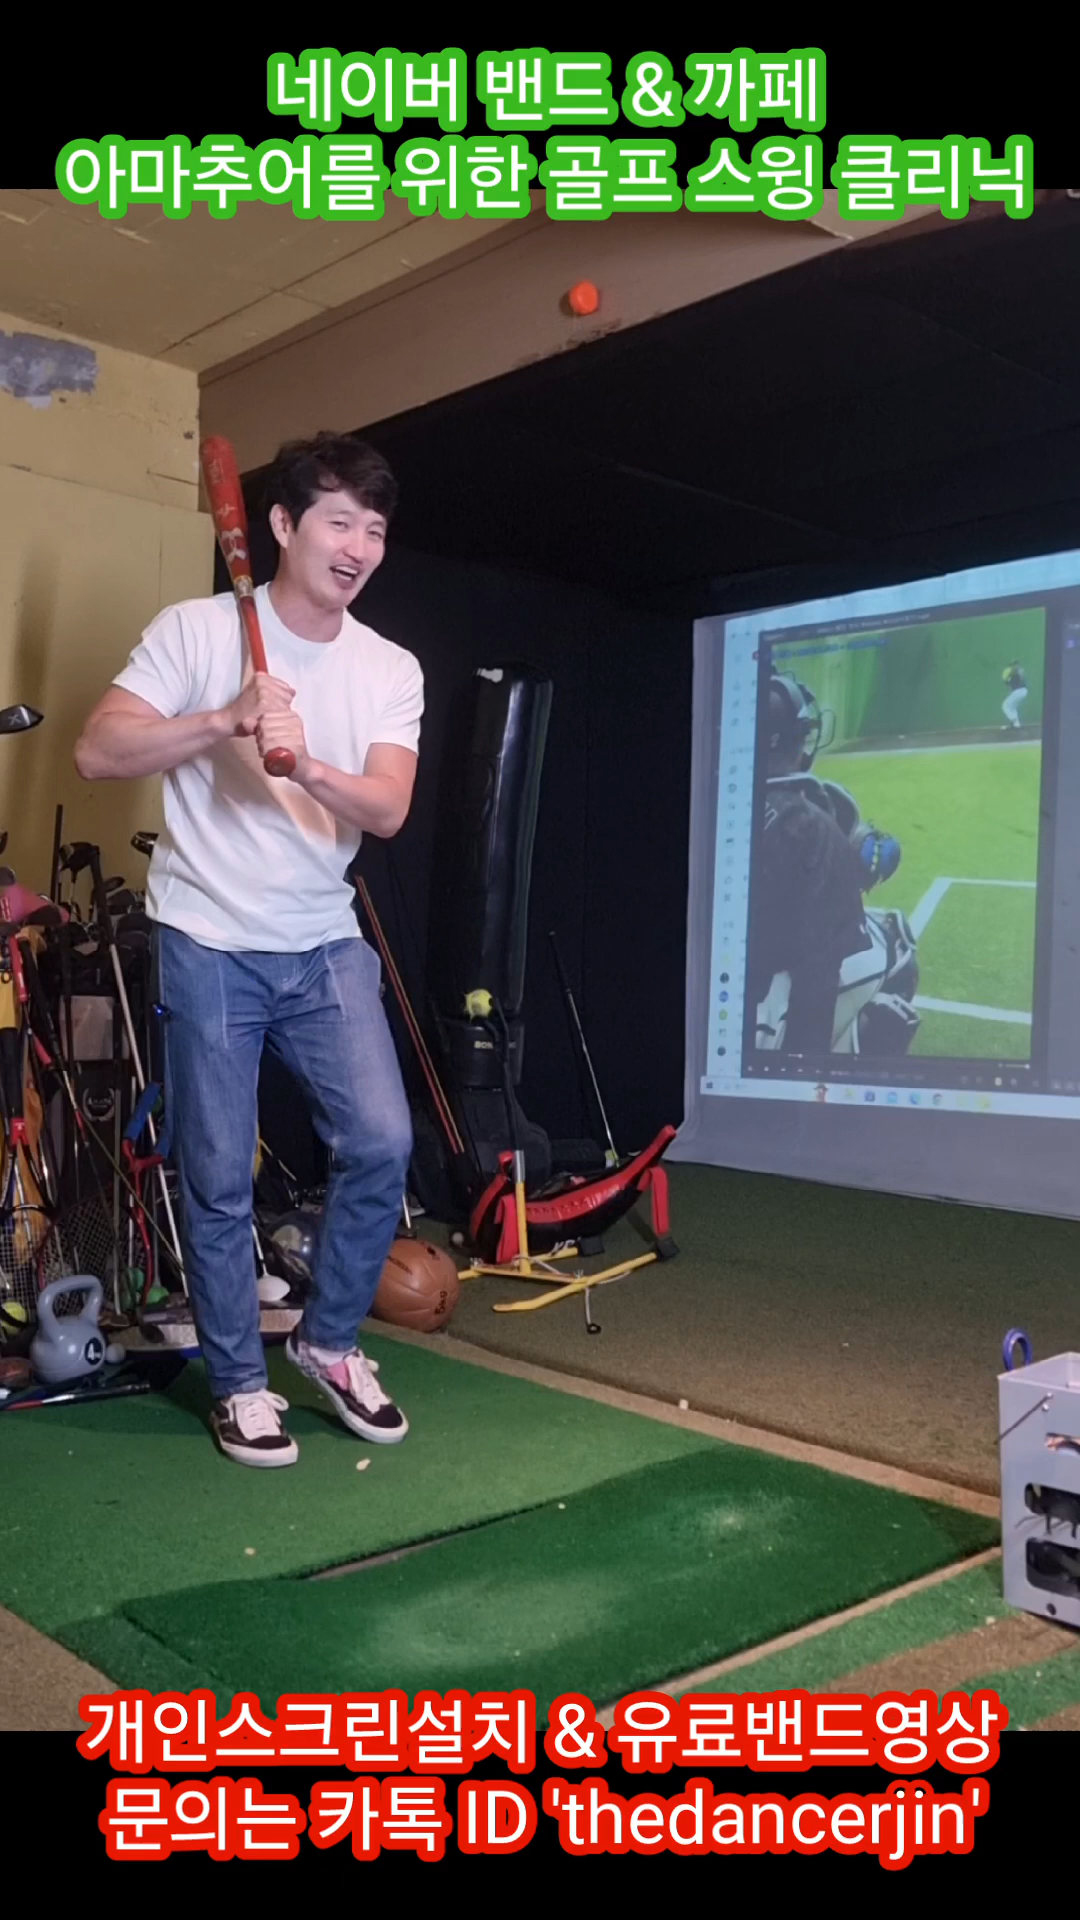 네이버 밴드 & 까페
아마추어를 위한 골프 스윙 클리닉
4
개인스크린설치 & 유료밴드영상
문의는 카톡 ID 'thedancerjin'